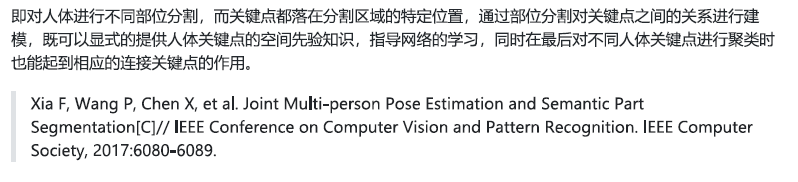 即对人体进行不同部位分割，而关键点都落在分割区域的特定位置，通过部位分割对关键点之间的关系进行建
模，既可以显式的提供人体关键点的空间先验知识，指导网络的学习，同时在最后对不同人体关键点进行聚类时
也能起到相应的连接关键点的作用。
Xia F, Wang P, Chen X, et al. Joint Multi-person Pose Estimation and Semantic Part
Segmentation[C]// IEEE Conference on Computer Vision and Pattern Recognition. IEEE Computer
Society, 2017:6080-6089.